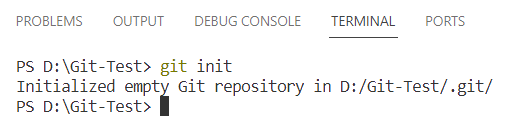 PROBLEMS OUTPUT DEBUG CONSOLE TERMINAL PORTS
PS D:\Git-Test> git init
Initialized empty Git repository in D:/Git-Test/.git/
PS D:\Git-Test>